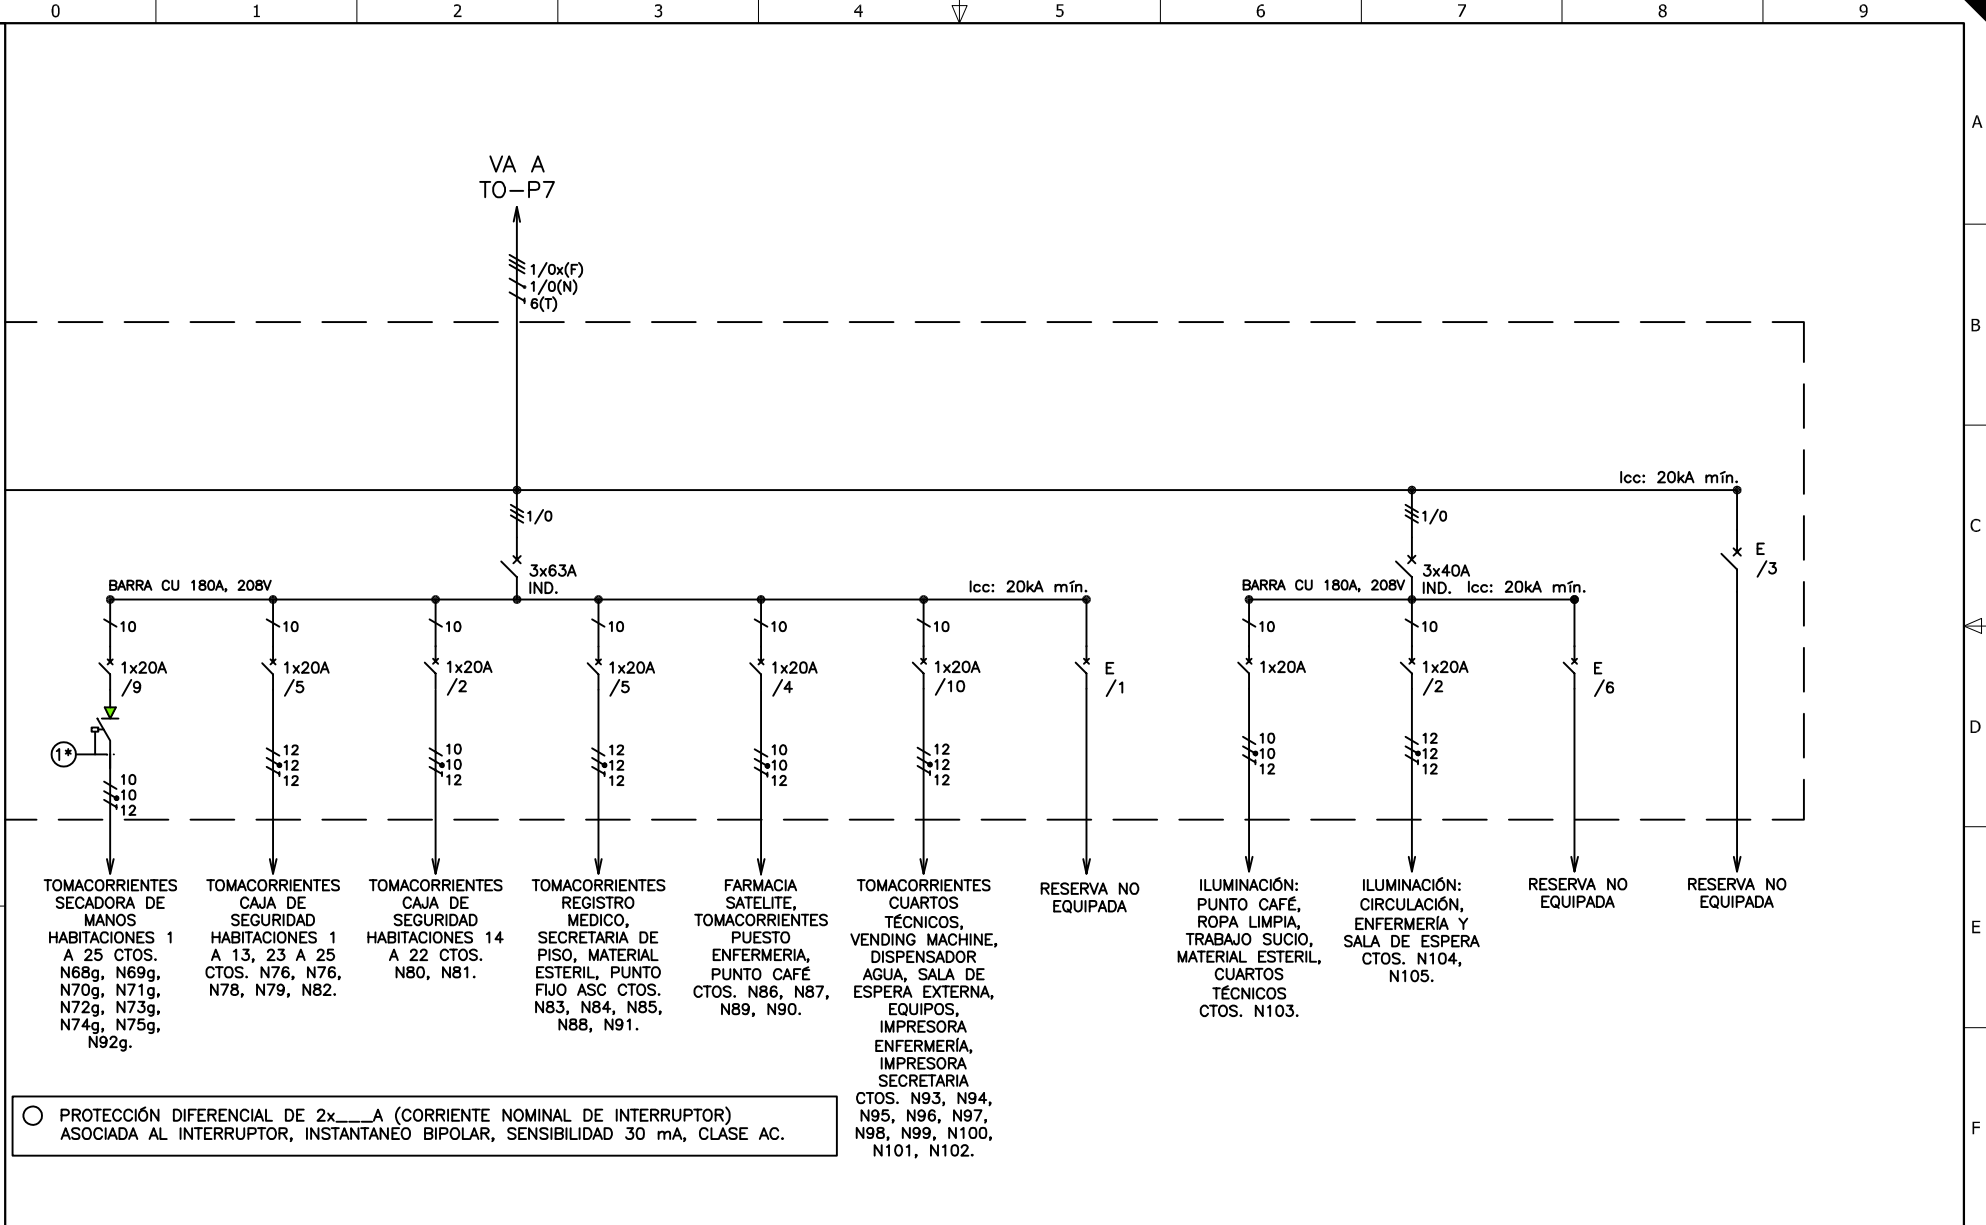 0 1 2 3 4 5 6 7 8 9
A
B
C
D
E
F
VA A
TO-P7
1/0x(F)
1/0(N)
6(T)
Icc: 20kA mín.
1/0
3x63A
IND.
BARRA CU 180A, 208V
Icc: 20kA mín.
1/0
3x40A
IND.
BARRA CU 180A, 208V
Icc: 20kA mín.
E
/3
10
1x20A
/9
1*
10
10
12
10
1x20A
/5
12
12
12
10
1x20A
/2
10
10
12
10
1x20A
/5
12
12
12
10
1x20A
/4
10
10
12
10
1x20A
/10
12
12
12
E
/1
10
1x20A
10
10
12
10
1x20A
/2
12
12
12
E
/6
TOMACORRIENTES
SECADORA DE
MANOS
HABITACIONES 1
A 25 CTOS.
N68g, N69g,
N70g, N71g,
N72g, N73g,
N74g, N75g,
N92g.
TOMACORRIENTES
CAJA DE
SEGURIDAD
HABITACIONES 1
A 13, 23 A 25
CTOS. N76, N76,
N78, N79, N82.
TOMACORRIENTES
CAJA DE
SEGURIDAD
HABITACIONES 14
A 22 CTOS.
N80, N81.
TOMACORRIENTES
REGISTRO
MEDICO,
SECRETARIA DE
PISO, MATERIAL
ESTERIL, PUNTO
FIJO ASC CTOS.
N83, N84, N85,
N88, N91.
FARMACIA
SATELITE,
TOMACORRIENTES
PUESTO
ENFERMERIA,
PUNTO CAFÉ
CTOS. N86, N87,
N89, N90.
TOMACORRIENTES
CUARTOS
TÉCNICOS,
VENDING MACHINE,
DISPENSADOR
AGUA, SALA DE
ESPERA EXTERNA,
EQUIPOS,
IMPRESORA
ENFERMERÍA,
IMPRESORA
SECRETARIA
CTOS. N93, N94,
N95, N96, N97,
N98, N99, N100,
N101, N102.
RESERVA NO
EQUIPADA
ILUMINACIÓN:
PUNTO CAFÉ,
ROPA LIMPIA,
TRABAJO SUCIO,
MATERIAL ESTERIL,
CUARTOS
TÉCNICOS
CTOS. N103.
ILUMINACIÓN:
CIRCULACIÓN,
ENFERMERÍA Y
SALA DE ESPERA
CTOS. N104,
N105.
RESERVA NO
EQUIPADA
RESERVA NO
EQUIPADA
PROTECCIÓN DIFERENCIAL DE 2x___A (CORRIENTE NOMINAL DE INTERRUPTOR)
ASOCIADA AL INTERRUPTOR, INSTANTANEO BIPOLAR, SENSIBILIDAD 30 mA, CLASE AC.